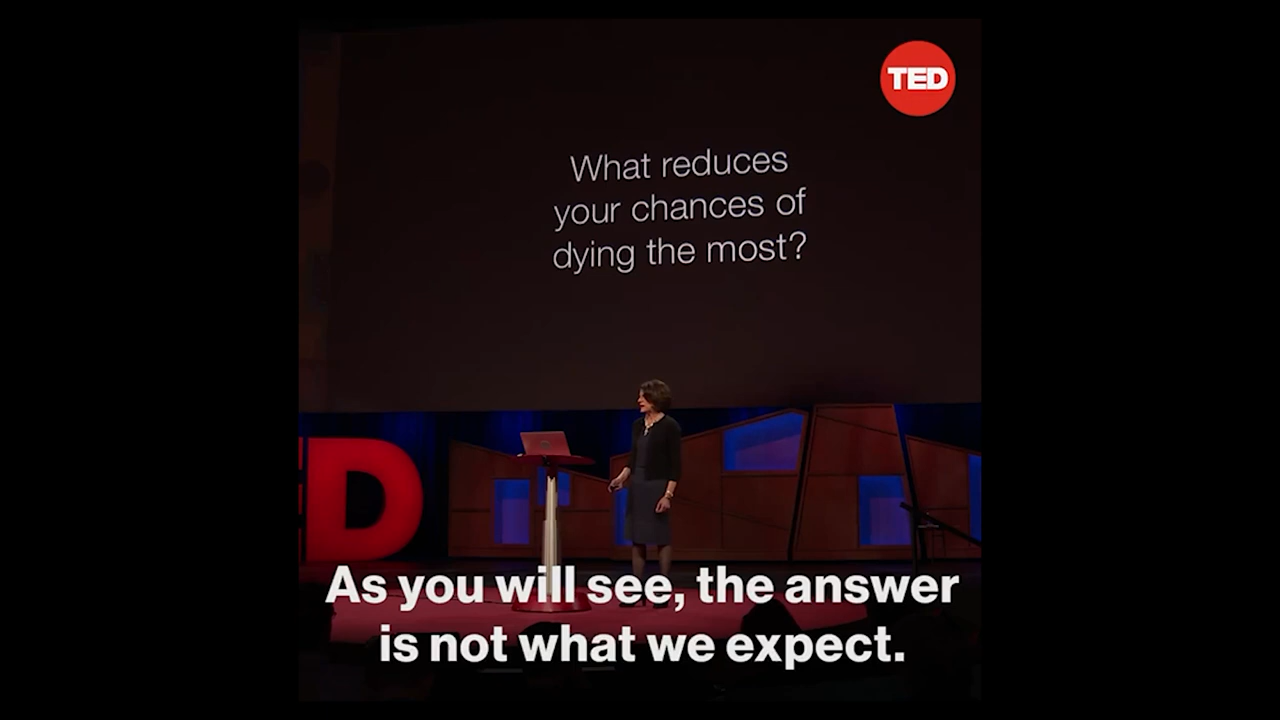 TED
What reduces
your chances of
dying the most?
ED
As you will see, the answer
is not what we expect.